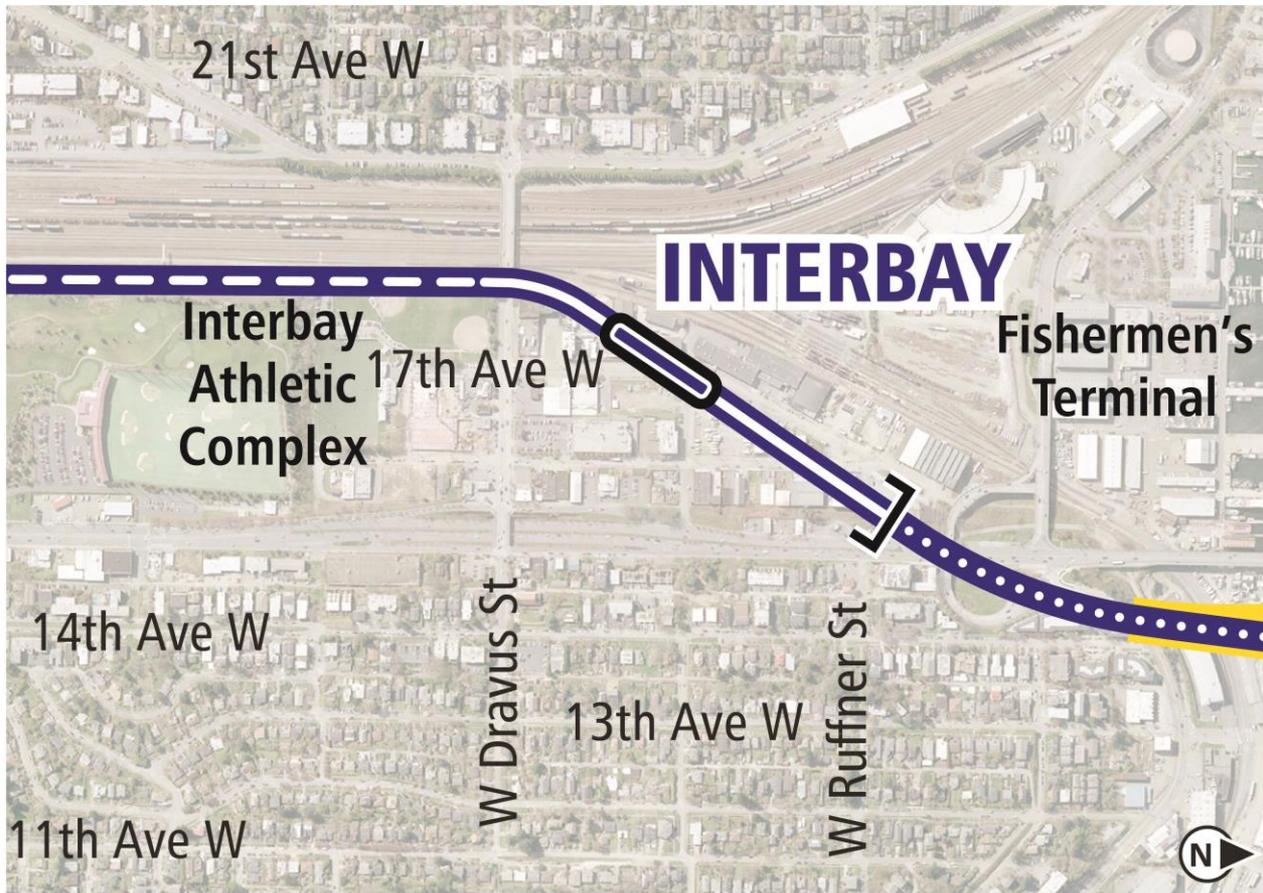 21st Ave W
INTERBAY
Interbay
Athletic
Complex
17th Ave W
Fishermen’s
Terminal
14th Ave W
W Dravus St
13th Ave W
W Ruffner St
11th Ave W
N